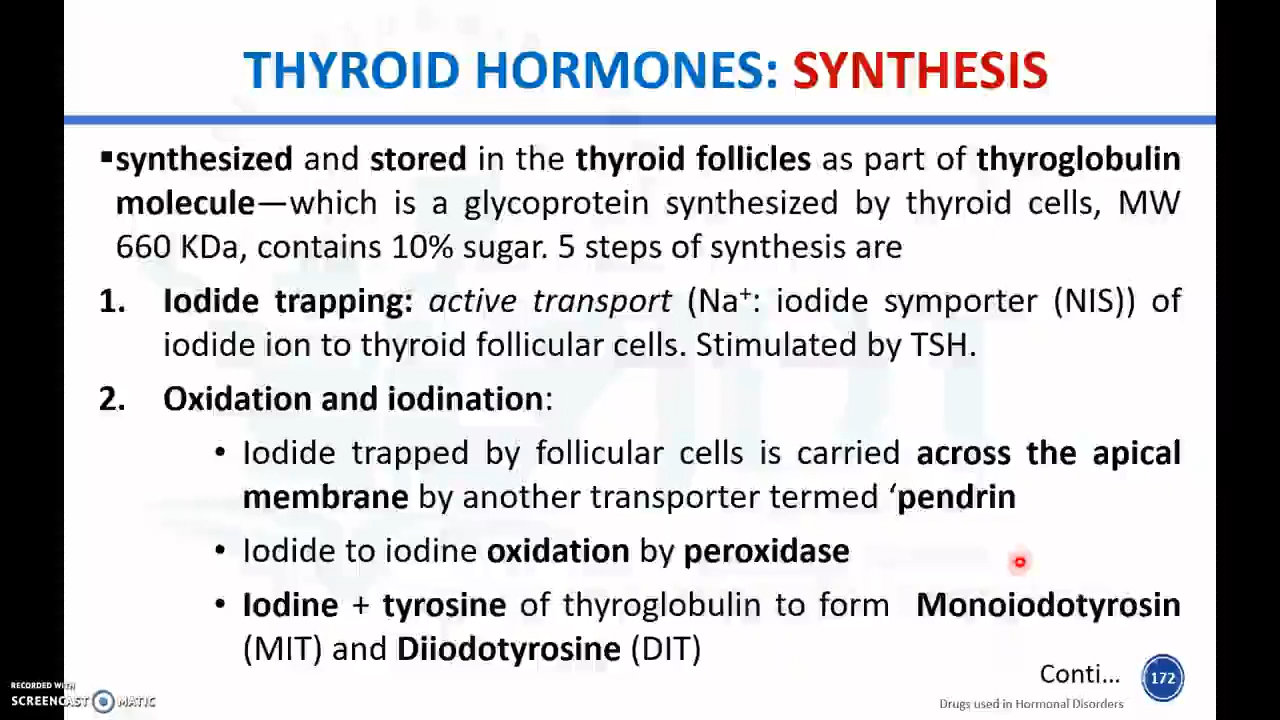 THYROID HORMONES: SYNTHESIS
▪synthesized and stored in the thyroid follicles as part of thyroglobulin
molecule—which is a glycoprotein synthesized by thyroid cells, MW
660 KDa, contains 10% sugar. 5 steps of synthesis are
1. Iodide trapping: active transport (Na⁺: iodide symporter (NIS)) of
iodide ion to thyroid follicular cells. Stimulated by TSH.
2. Oxidation and iodination:
• Iodide trapped by follicular cells is carried across the apical
membrane by another transporter termed ‘pendrin
• Iodide to iodine oxidation by peroxidase
• Iodine + tyrosine of thyroglobulin to form Monoiodotyrosin
(MIT) and Diiodotyrosine (DIT)
Conti...
172
Drugs used in Hormonal Disorders
RECORDED WITH
SCREENCAST MATIC